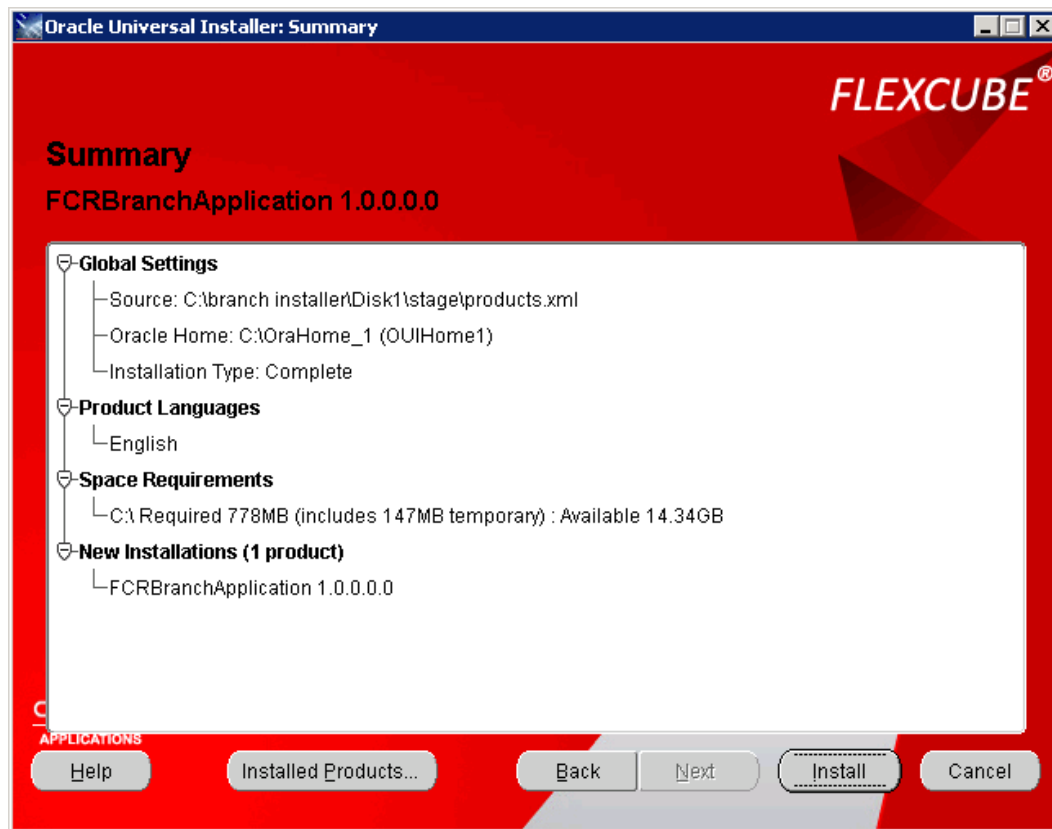 Oracle Universal Installer: Summary
FLEXCUBE®
Summary
FCRBranchApplication 1.0.0.0.0
Global Settings
Source: C:\branch installer\Disk1\stage\products.xml
Oracle Home: C:\OraHome_1 (OUIHome1)
Installation Type: Complete
Product Languages
English
Space Requirements
C:\ Required 778MB (includes 147MB temporary) : Available 14.34GB
New Installations (1 product)
FCRBranchApplication 1.0.0.0.0
APPLICATIONS
Help Installed Products... Back Next Install Cancel